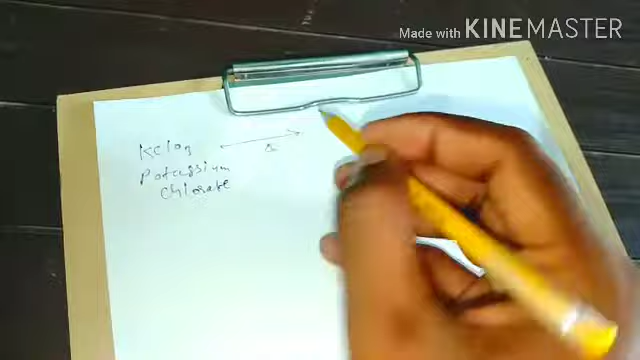 Made with KINEMASTER
KClO3 →
Δ
Potassium
chlorate